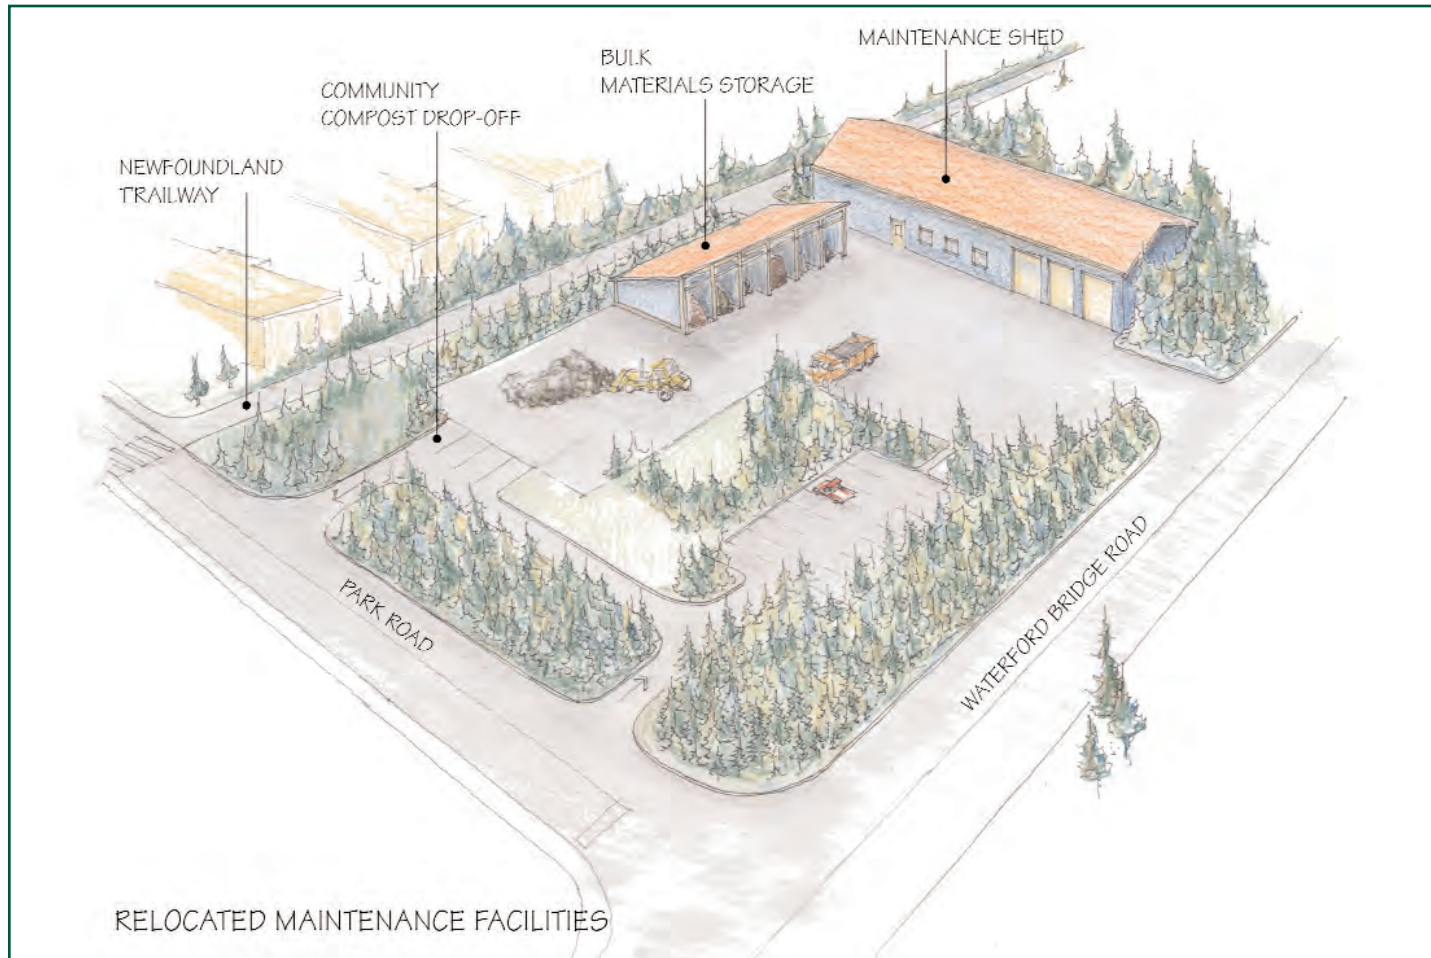 MAINTENANCE SHED
BULK
MATERIALS STORAGE
COMMUNITY
COMPOST DROP-OFF
NEWFOUNDLAND
TRAILWAY
PARK ROAD
WATERFORD BRIDGE ROAD
RELOCATED MAINTENANCE FACILITIES